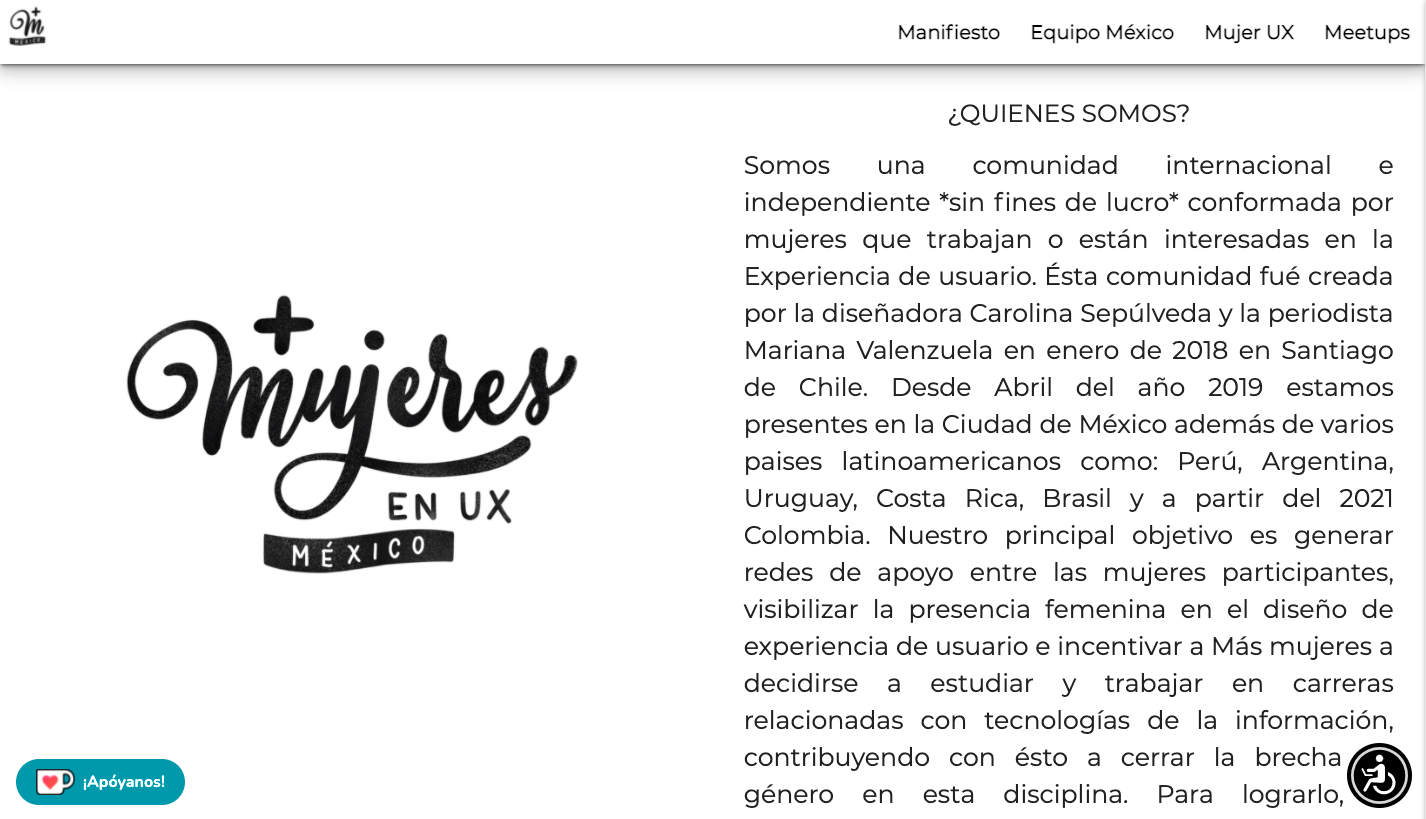 +
m
MÉXICO
Manifiesto Equipo México Mujer UX Meetups
¿QUIENES SOMOS?
Somos una comunidad internacional e
independiente *sin fines de lucro* conformada por
mujeres que trabajan o están interesadas en la
Experiencia de usuario. Ésta comunidad fué creada
por la diseñadora Carolina Sepúlveda y la periodista
Mariana Valenzuela en enero de 2018 en Santiago
de Chile. Desde Abril del año 2019 estamos
presentes en la Ciudad de México además de varios
paises latinoamericanos como: Perú, Argentina,
Uruguay, Costa Rica, Brasil y a partir del 2021
Colombia. Nuestro principal objetivo es generar
redes de apoyo entre las mujeres participantes,
visibilizar la presencia femenina en el diseño de
experiencia de usuario e incentivar a Más mujeres a
decidirse a estudiar y trabajar en carreras
relacionadas con tecnologías de la información,
contribuyendo con ésto a cerrar la brecha
género en esta disciplina. Para lograrlo,
+
mujeres
EN UX
MÉXICO
¡Apóyanos!